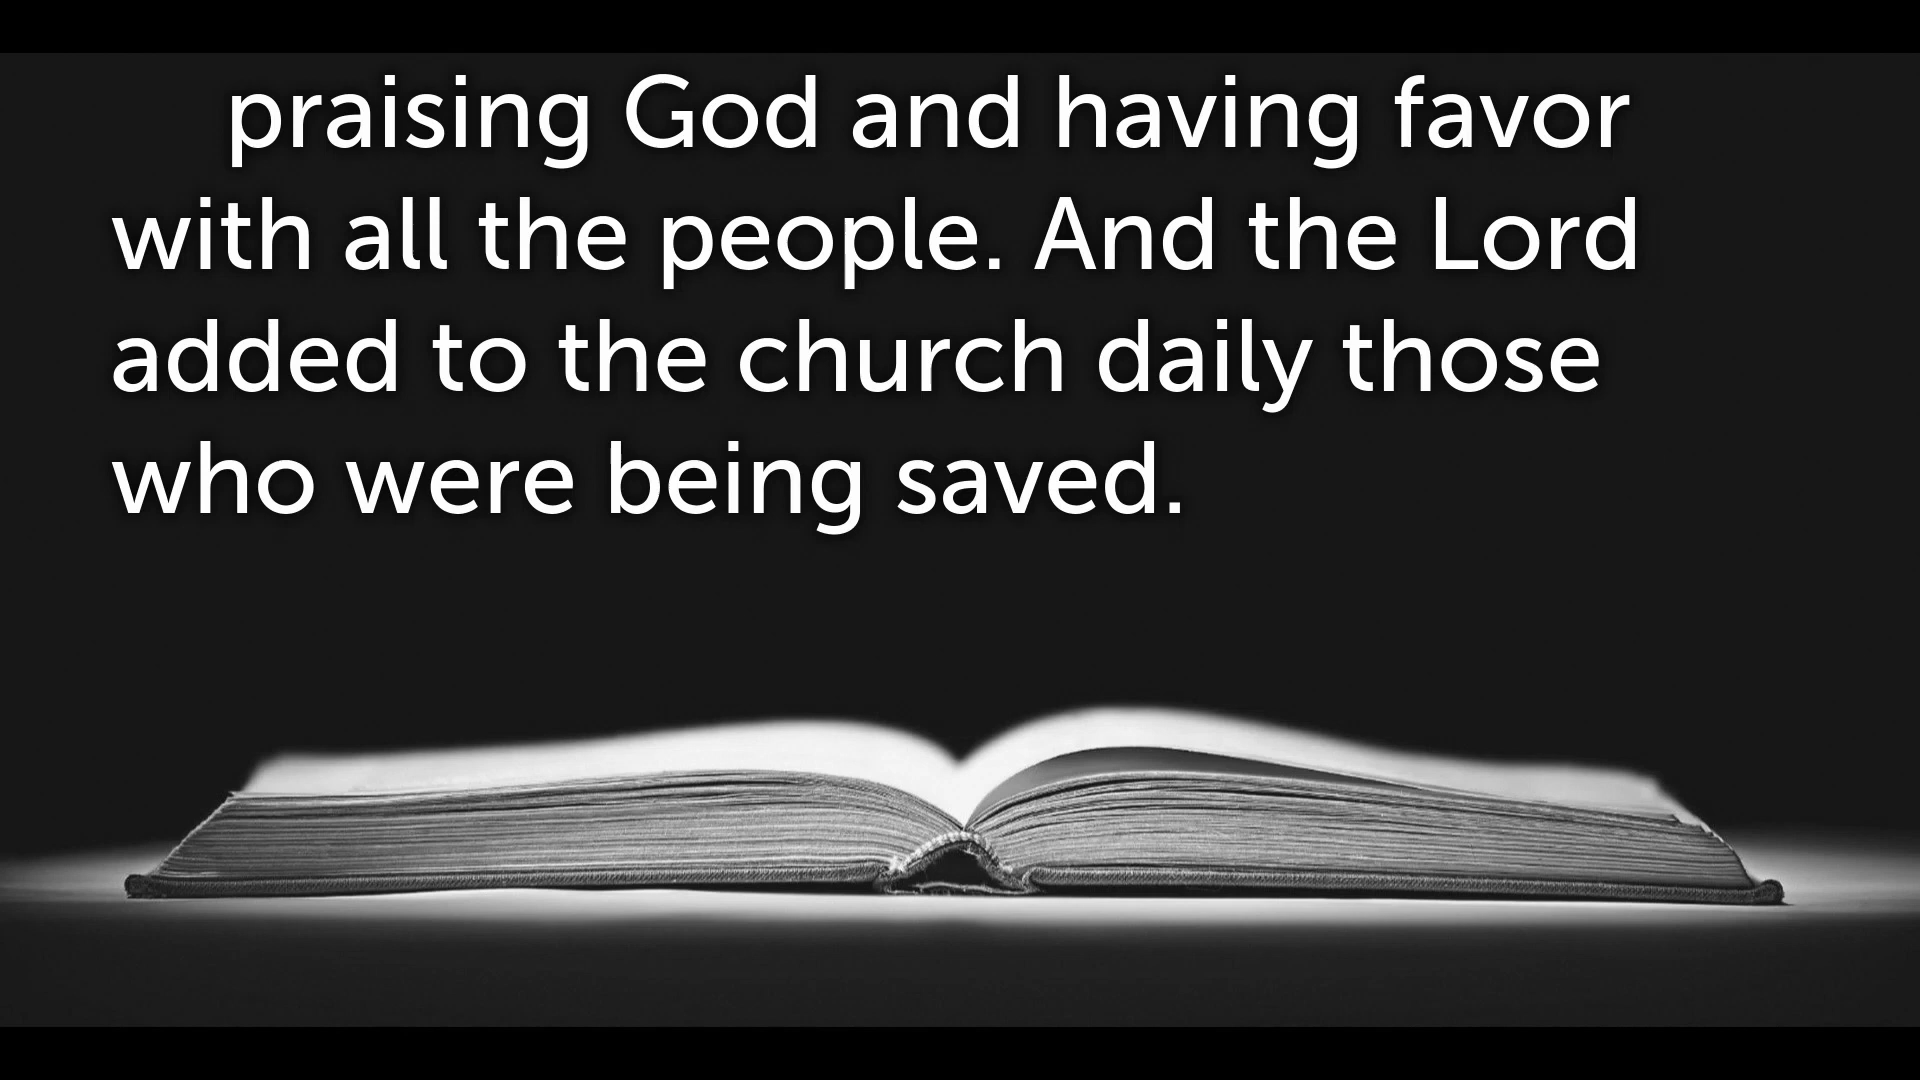 praising God and having favor
with all the people. And the Lord
added to the church daily those
who were being saved.